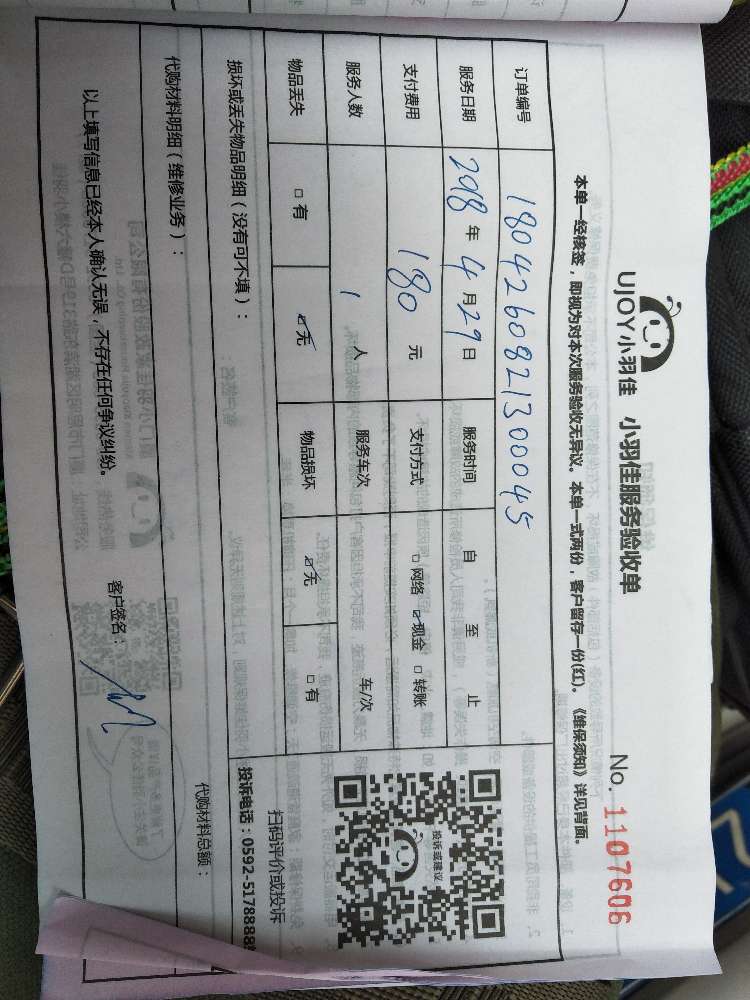 UJOY小羽佳 小羽佳服务验收单 No. 1107606
本单一经接签，即视为对本次服务验收无异议。本单一式两份，客户留存一份(红)。《维保须知》详见背面。
订单编号 1804260821300045
服务日期 2018 年 4 月 29 日 服务时间 自 至 止
支付费用 180 元 支付方式 □ 网络 ☑ 现金 □ 转账
服务人数 1 人 服务车次 车/次
物品丢失 □ 有 ☑ 无 物品损坏 ☑ 无 □ 有
投诉或建议
扫码评价或投诉
投诉电话：0592-5178888
损坏或丢失物品明细（没有可不填）：
代购材料明细（维修业务）： 代购材料总额：
以上填写信息已经本人确认无误，不存在任何争议纠纷。 客户签名：